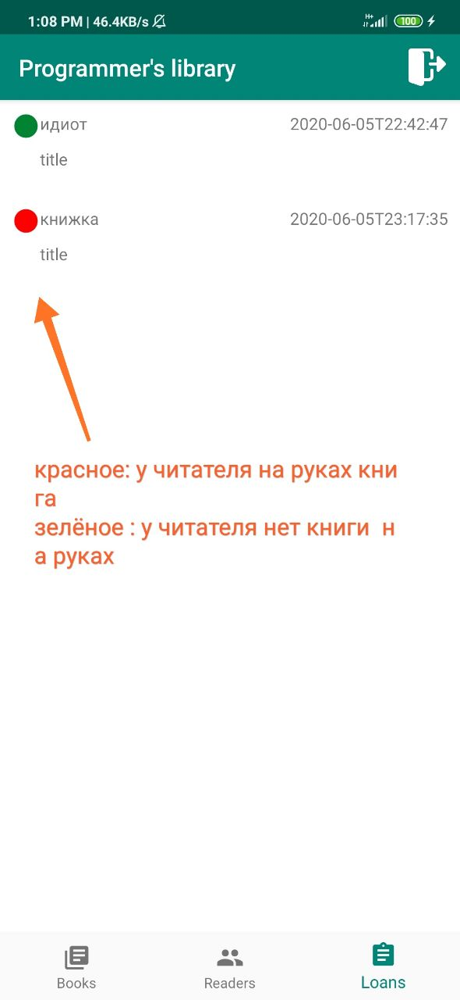 1:08 PM | 46.4KB/s H+ 100
Programmer's library
идиот 2020-06-05T22:42:47
title
книжка 2020-06-05T23:17:35
title
красное: у читателя на руках кни
га
зелёное : у читателя нет книги  н
а руках
Books Readers Loans